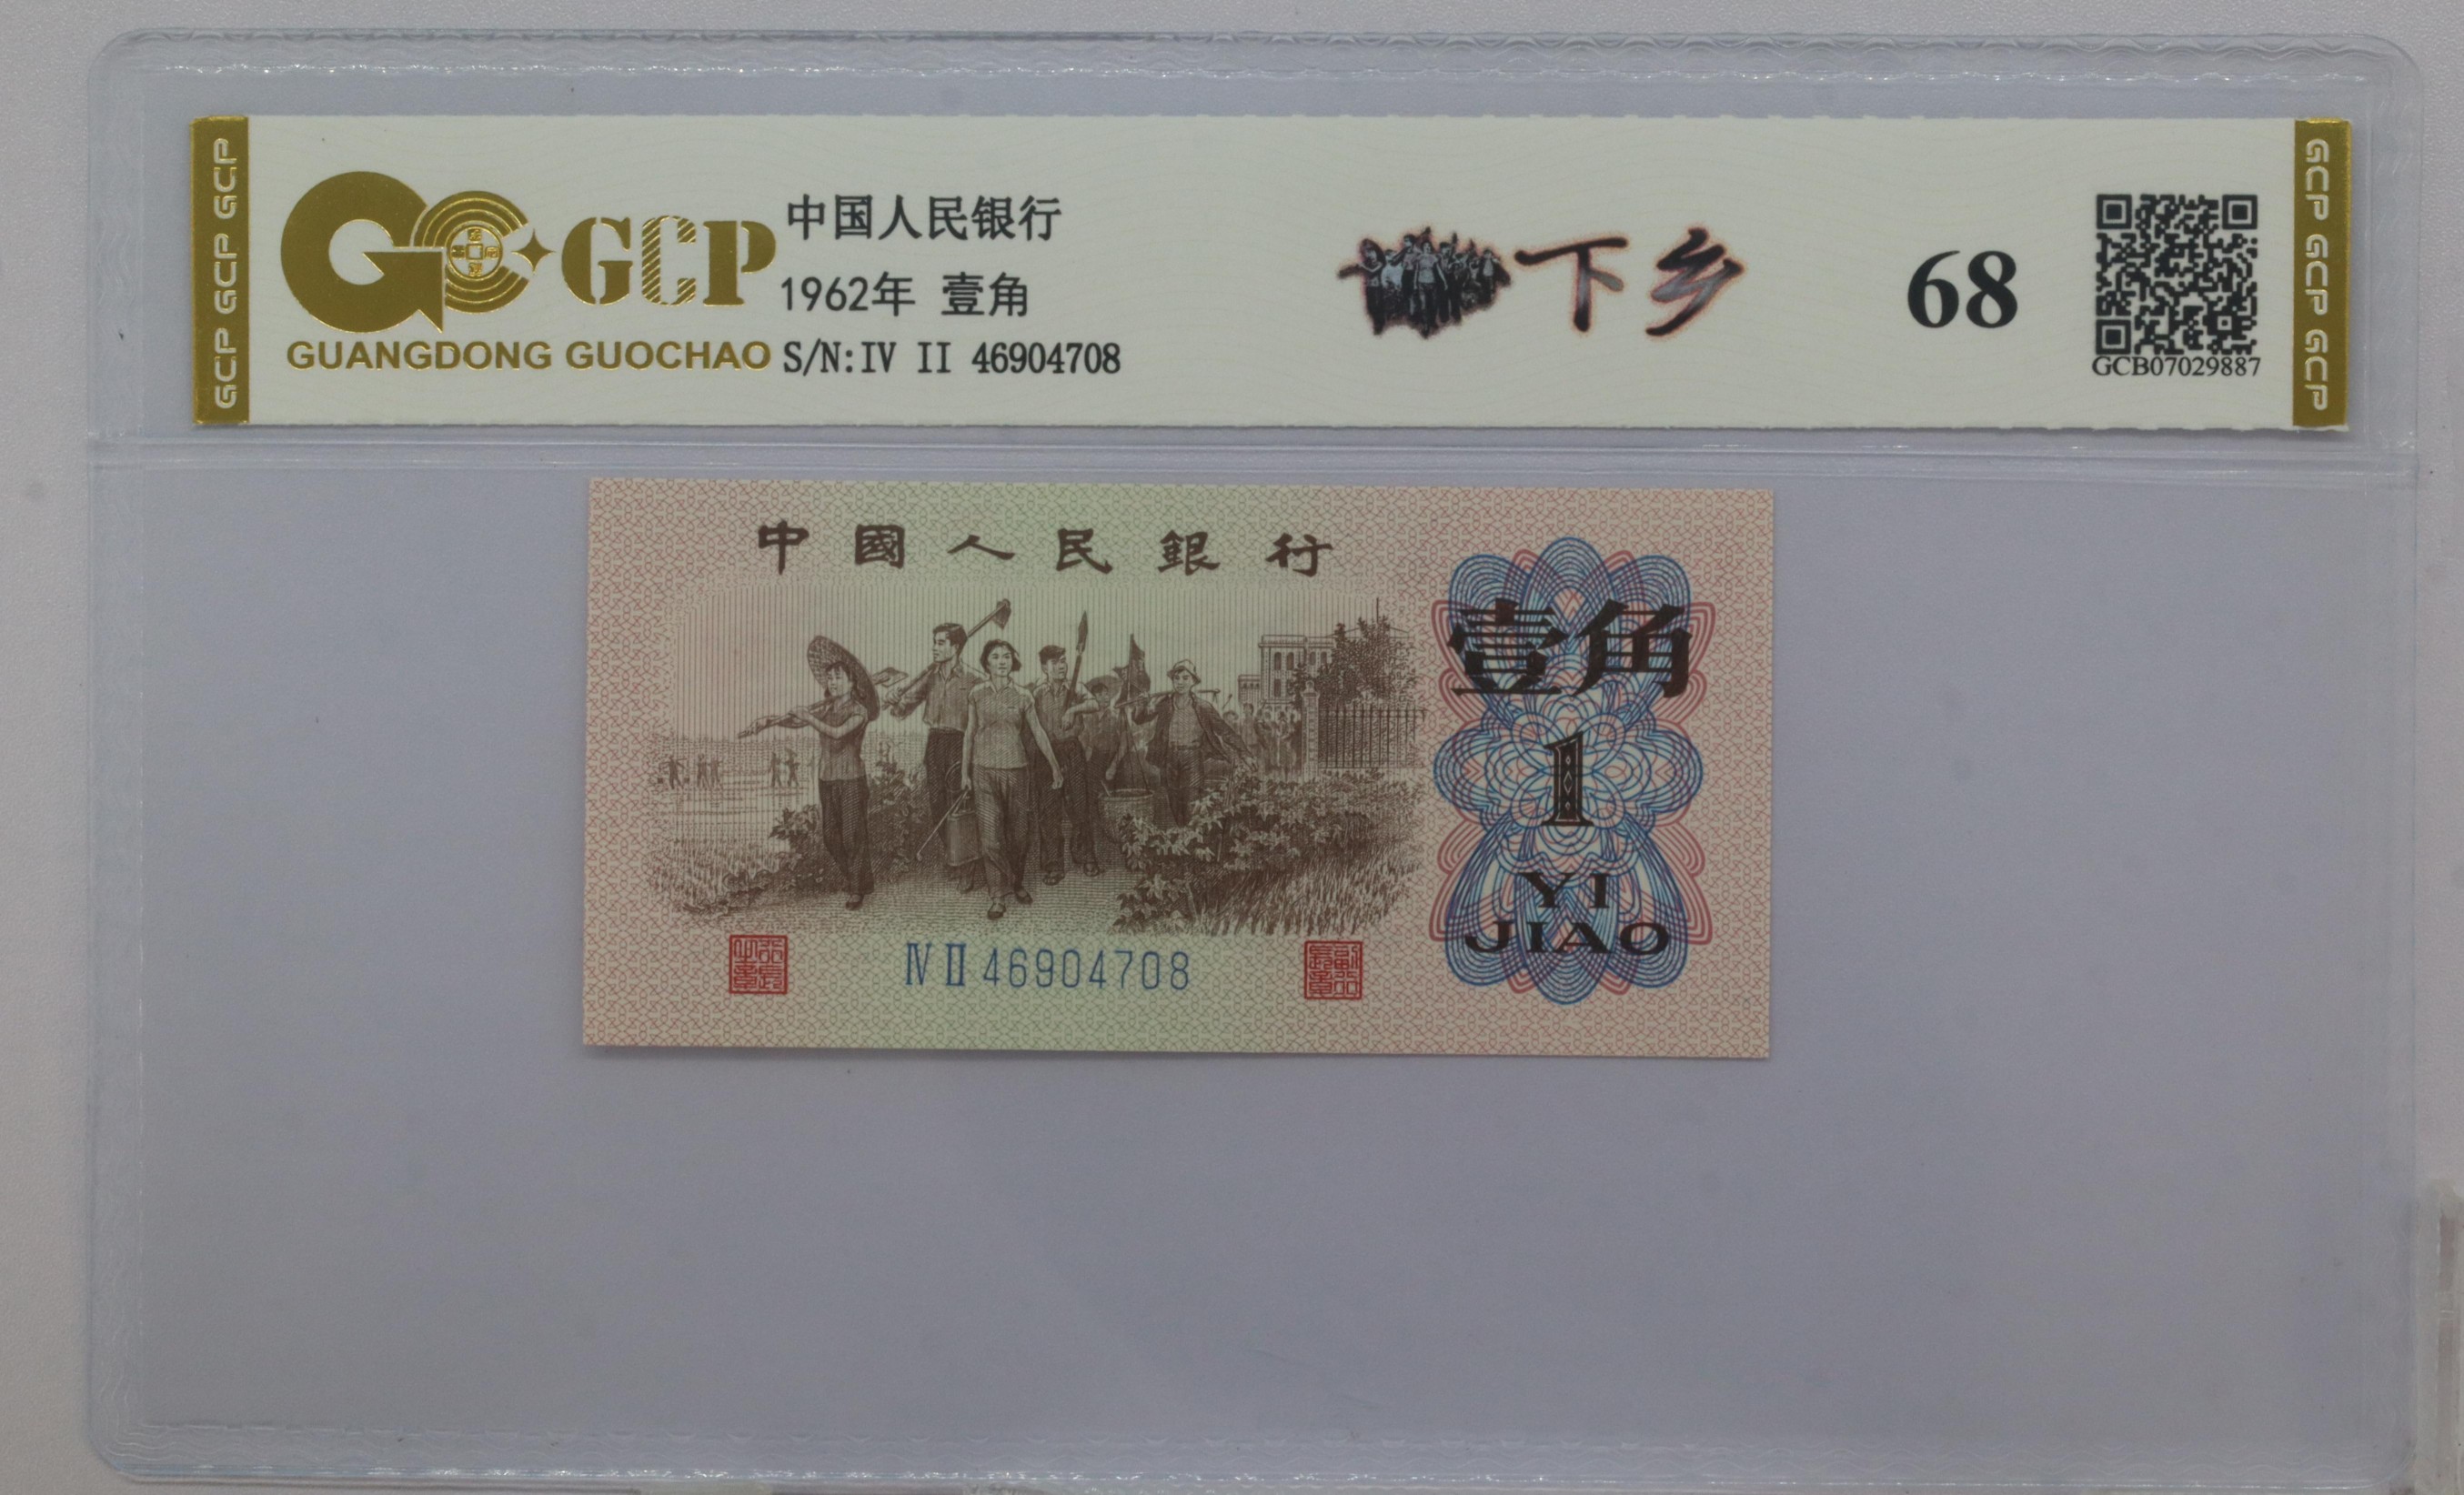 GCP GCP GCP
GCP
GUANGDONG GUOCHAO
中国人民银行
1962年 壹角
S/N:IV II 46904708
下乡
68
GCB07029887
GCP GCP GCP
中國人民銀行
壹角
1
YI
JIAO
Ⅳ Ⅱ 46904708